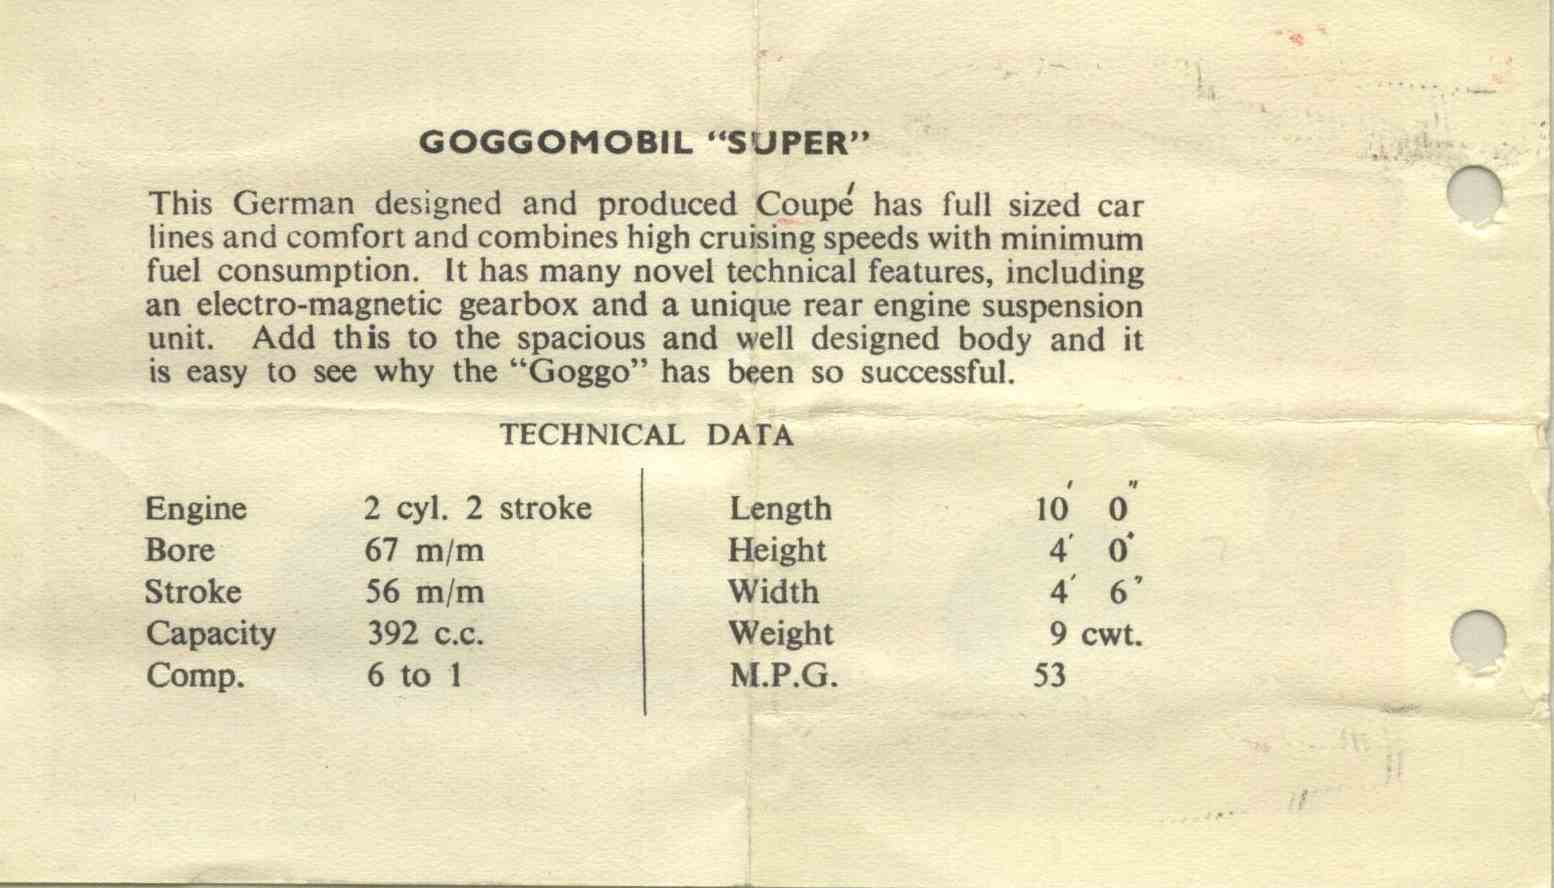 GOGGOMOBIL “SUPER”
This German designed and produced Coupé has full sized car
lines and comfort and combines high cruising speeds with minimum
fuel consumption. It has many novel technical features, including
an electro-magnetic gearbox and a unique rear engine suspension
unit. Add this to the spacious and well designed body and it
is easy to see why the “Goggo” has been so successful.
TECHNICAL DATA
Engine 2 cyl. 2 stroke
Bore 67 m/m
Stroke 56 m/m
Capacity 392 c.c.
Comp. 6 to 1
Length 10′ 0″
Height 4′ 0″
Width 4′ 6″
Weight 9 cwt.
M.P.G. 53